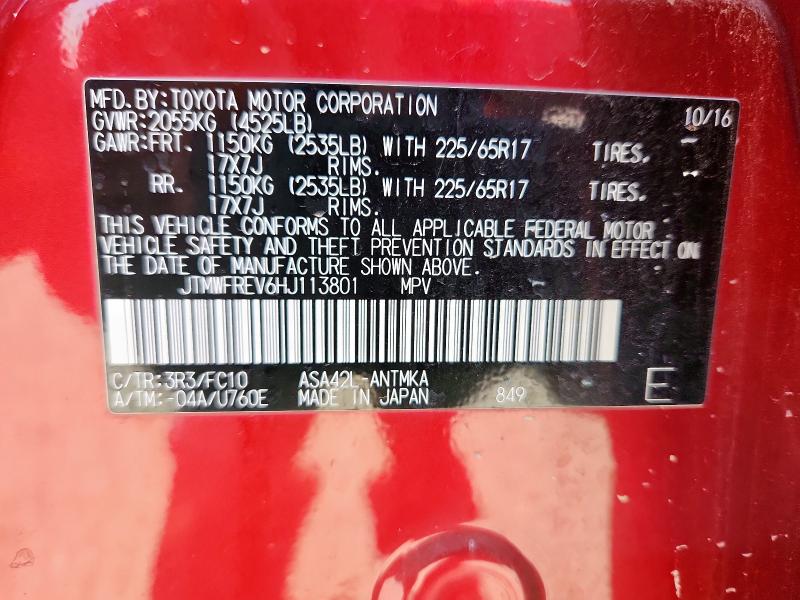 MFD. BY: TOYOTA MOTOR CORPORATION 10/16
GVWR: 2055KG (4525LB)
GAWR: FRT. 1150KG (2535LB) WITH 225/65R17 TIRES.
17X7J RIMS.
RR. 1150KG (2535LB) WITH 225/65R17 TIRES.
17X7J RIMS.
THIS VEHICLE CONFORMS TO ALL APPLICABLE FEDERAL MOTOR
VEHICLE SAFETY AND THEFT PREVENTION STANDARDS IN EFFECT ON
THE DATE OF MANUFACTURE SHOWN ABOVE.
JTMWFREV6HJ113801 MPV
C/TR: 3R3/FC10 ASA42L-ANTMKA
A/TM: -04A/U760E MADE IN JAPAN 849 E